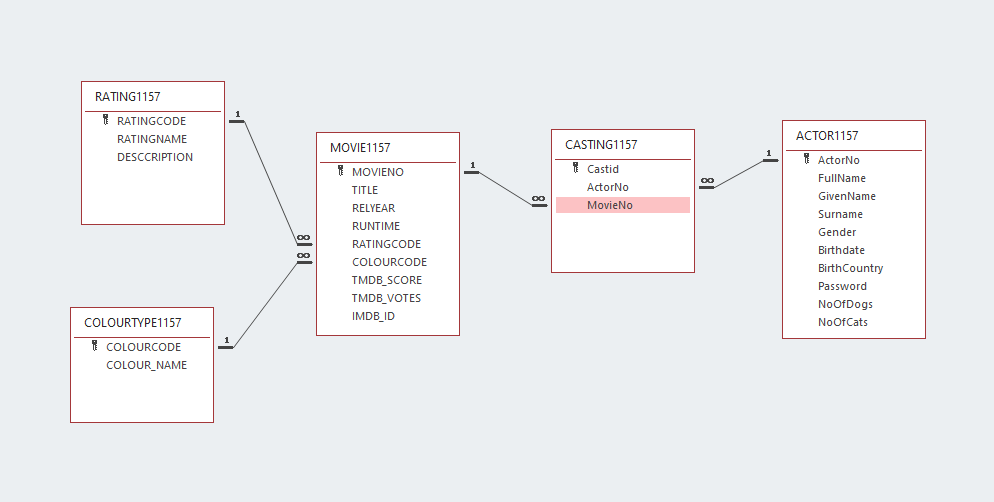 RATING1157
RATINGCODE
RATINGNAME
DESCCRIPTION
1
∞
COLOURTYPE1157
COLOURCODE
COLOUR_NAME
1
∞
MOVIE1157
MOVIENO
TITLE
RELYEAR
RUNTIME
RATINGCODE
COLOURCODE
TMDB_SCORE
TMDB_VOTES
IMDB_ID
1
∞
CASTING1157
Castid
ActorNo
MovieNo
∞
1
ACTOR1157
ActorNo
FullName
GivenName
Surname
Gender
Birthdate
BirthCountry
Password
NoOfDogs
NoOfCats